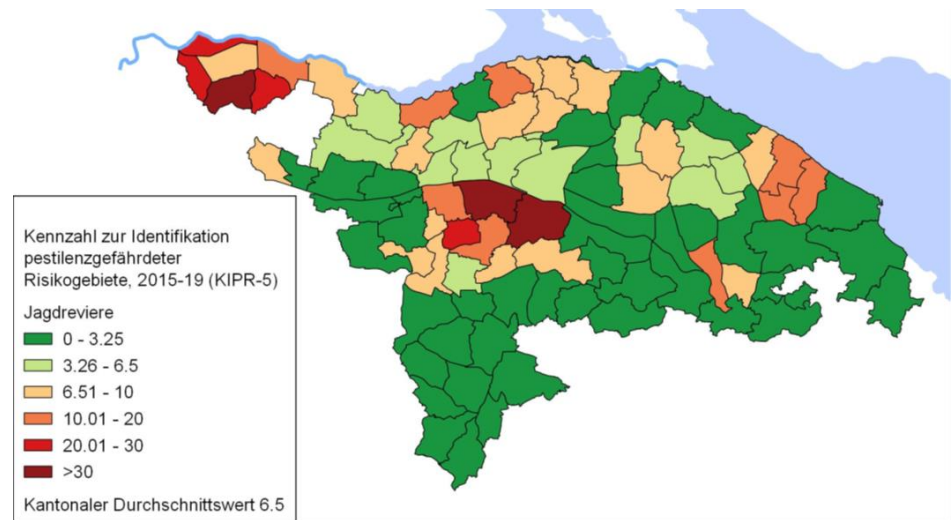 Kennzahl zur Identifikation
pestilenzgefährdeter
Risikogebiete, 2015-19 (KIPR-5)
Jagdreviere
0 - 3.25
3.26 - 6.5
6.51 - 10
10.01 - 20
20.01 - 30
>30
Kantonaler Durchschnittswert 6.5